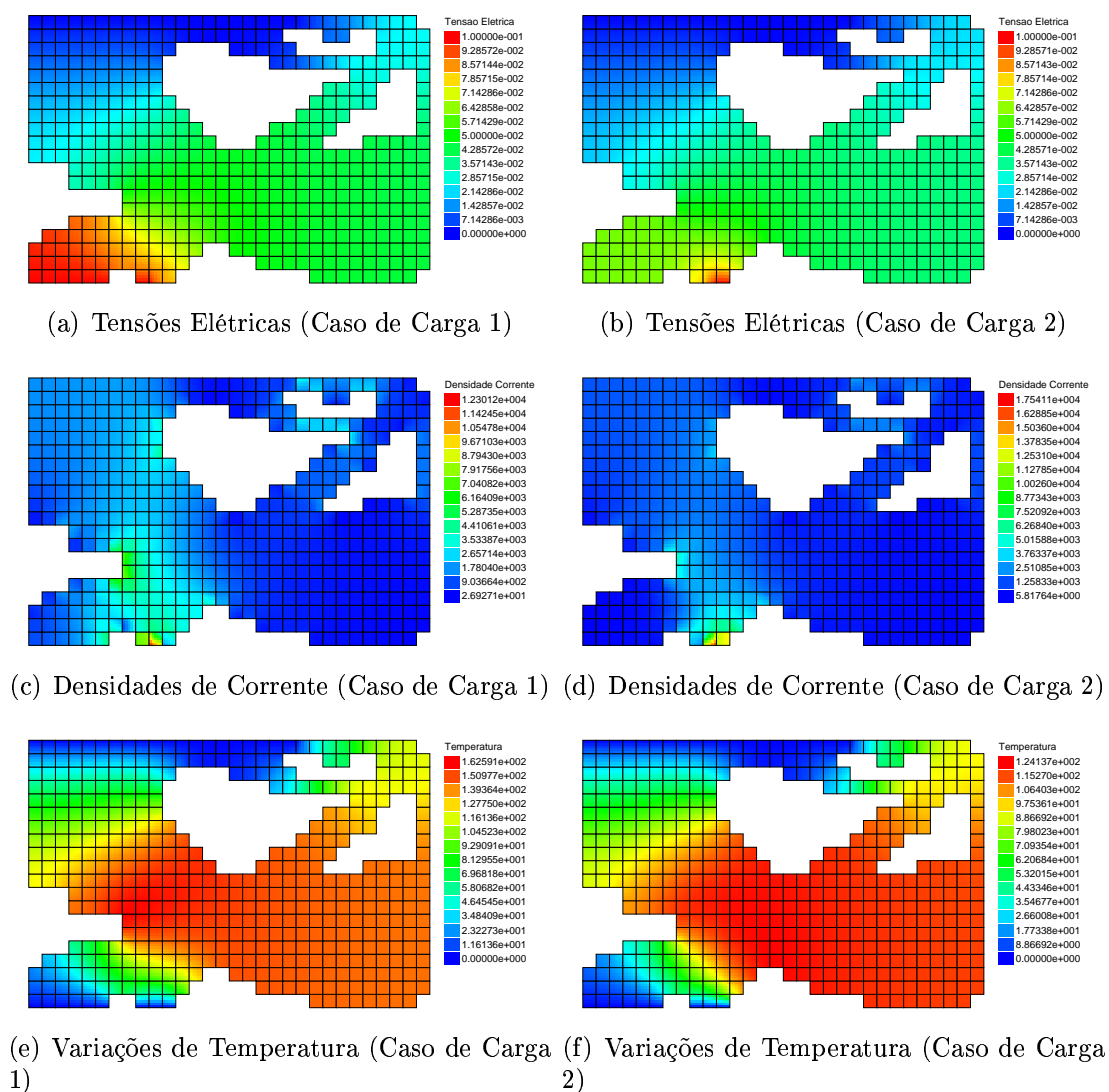 Tensao Eletrica
1.00000e-001
9.28572e-002
8.57144e-002
7.85715e-002
7.14286e-002
6.42858e-002
5.71429e-002
5.00000e-002
4.28572e-002
3.57143e-002
2.85715e-002
2.14286e-002
1.42857e-002
7.14286e-003
0.00000e+000
(a) Tensões Elétricas (Caso de Carga 1)
Tensao Eletrica
1.00000e-001
9.28571e-002
8.57143e-002
7.85714e-002
7.14286e-002
6.42857e-002
5.71429e-002
5.00000e-002
4.28571e-002
3.57143e-002
2.85714e-002
2.14286e-002
1.42857e-002
7.14286e-003
0.00000e+000
(b) Tensões Elétricas (Caso de Carga 2)
Densidade Corrente
1.23012e+004
1.14245e+004
1.05478e+004
9.67103e+003
8.79430e+003
7.91756e+003
7.04082e+003
6.16409e+003
5.28735e+003
4.41061e+003
3.53387e+003
2.65714e+003
1.78040e+003
9.03664e+002
2.69271e+001
(c) Densidades de Corrente (Caso de Carga 1)
Densidade Corrente
1.75411e+004
1.62885e+004
1.50360e+004
1.37835e+004
1.25310e+004
1.12785e+004
1.00260e+004
8.77343e+003
7.52092e+003
6.26840e+003
5.01588e+003
3.76337e+003
2.51085e+003
1.25833e+003
5.81764e+000
(d) Densidades de Corrente (Caso de Carga 2)
Temperatura
1.62591e+002
1.50977e+002
1.39364e+002
1.27750e+002
1.16136e+002
1.04523e+002
9.29091e+001
8.12955e+001
6.96818e+001
5.80682e+001
4.64545e+001
3.48409e+001
2.32273e+001
1.16136e+001
0.00000e+000
(e) Variações de Temperatura (Caso de Carga
1)
Temperatura
1.24137e+002
1.15270e+002
1.06403e+002
9.75361e+001
8.86692e+001
7.98023e+001
7.09354e+001
6.20684e+001
5.32015e+001
4.43346e+001
3.54677e+001
2.66008e+001
1.77338e+001
8.86692e+000
0.00000e+000
(f) Variações de Temperatura (Caso de Carga
2)